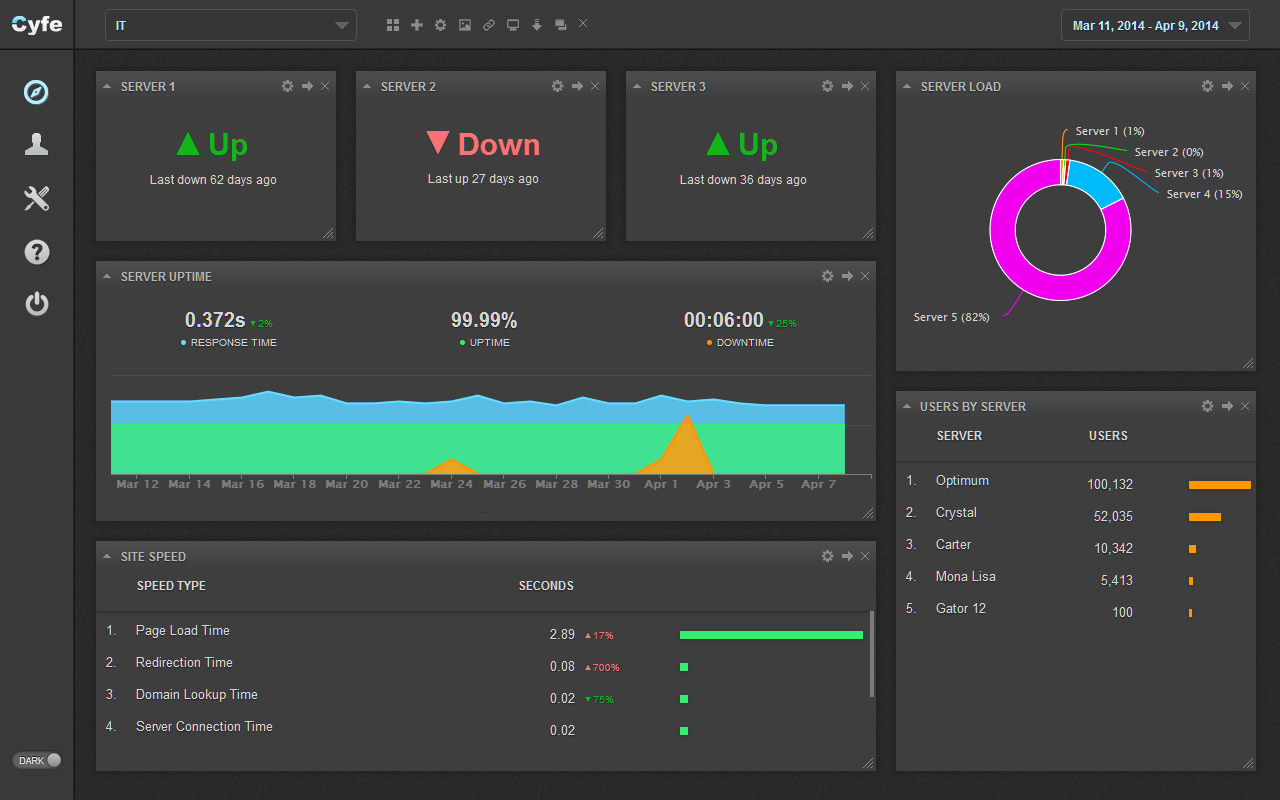 Cyfe
IT
Mar 11, 2014 - Apr 9, 2014
SERVER 1
▲ Up
Last down 62 days ago
SERVER 2
▼ Down
Last up 27 days ago
SERVER 3
▲ Up
Last down 36 days ago
SERVER LOAD
Server 1 (1%)
Server 2 (0%)
Server 3 (1%)
Server 4 (15%)
Server 5 (82%)
SERVER UPTIME
0.372s ▼2%
RESPONSE TIME
99.99%
UPTIME
00:06:00 ▼25%
DOWNTIME
Mar 12 Mar 14 Mar 16 Mar 18 Mar 20 Mar 22 Mar 24 Mar 26 Mar 28 Mar 30 Apr 1 Apr 3 Apr 5 Apr 7
USERS BY SERVER
SERVER USERS
1. Optimum 100,132
2. Crystal 52,035
3. Carter 10,342
4. Mona Lisa 5,413
5. Gator 12 100
SITE SPEED
SPEED TYPE SECONDS
1. Page Load Time 2.89 ▲17%
2. Redirection Time 0.08 ▲700%
3. Domain Lookup Time 0.02 ▼75%
4. Server Connection Time 0.02
DARK